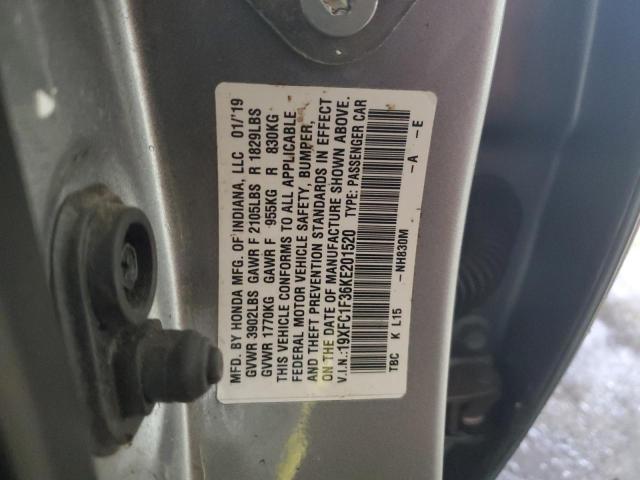 MFD. BY HONDA MFG. OF INDIANA, LLC 01/'19
GVWR 3902LBS GAWR F 2105LBS R 1829LBS
GVWR 1770KG GAWR F 955KG R 830KG
THIS VEHICLE CONFORMS TO ALL APPLICABLE
FEDERAL MOTOR VEHICLE SAFETY, BUMPER,
AND THEFT PREVENTION STANDARDS IN EFFECT
ON THE DATE OF MANUFACTURE SHOWN ABOVE.
V.I.N.:19XFC1F36KE201520 TYPE: PASSENGER CAR
TBC K L15 -NH830M -A -E